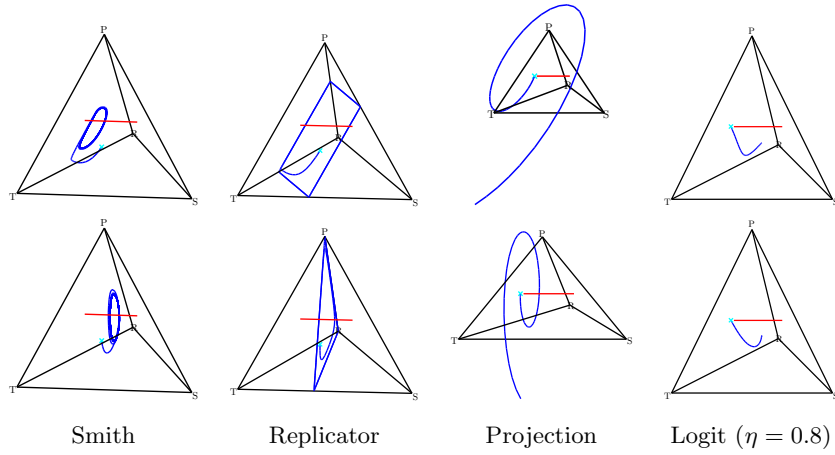 P P P P
R R R R
T S T S T S T S
P P P P
R R R R
T S T S T S T S
Smith Replicator Projection Logit (η = 0.8)